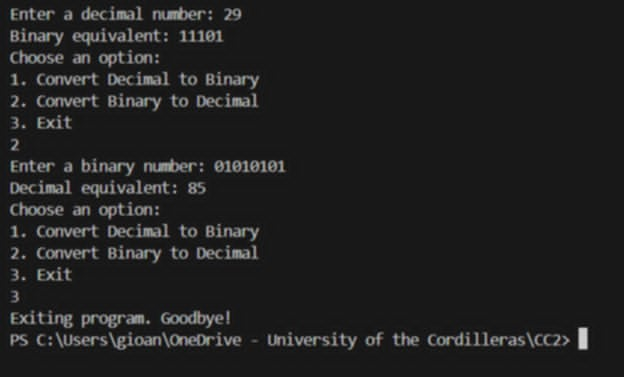 Enter a decimal number: 29
Binary equivalent: 11101
Choose an option:
1. Convert Decimal to Binary
2. Convert Binary to Decimal
3. Exit
2
Enter a binary number: 01010101
Decimal equivalent: 85
Choose an option:
1. Convert Decimal to Binary
2. Convert Binary to Decimal
3. Exit
3
Exiting program. Goodbye!
PS C:\Users\gioan\OneDrive - University of the Cordilleras\CC2>